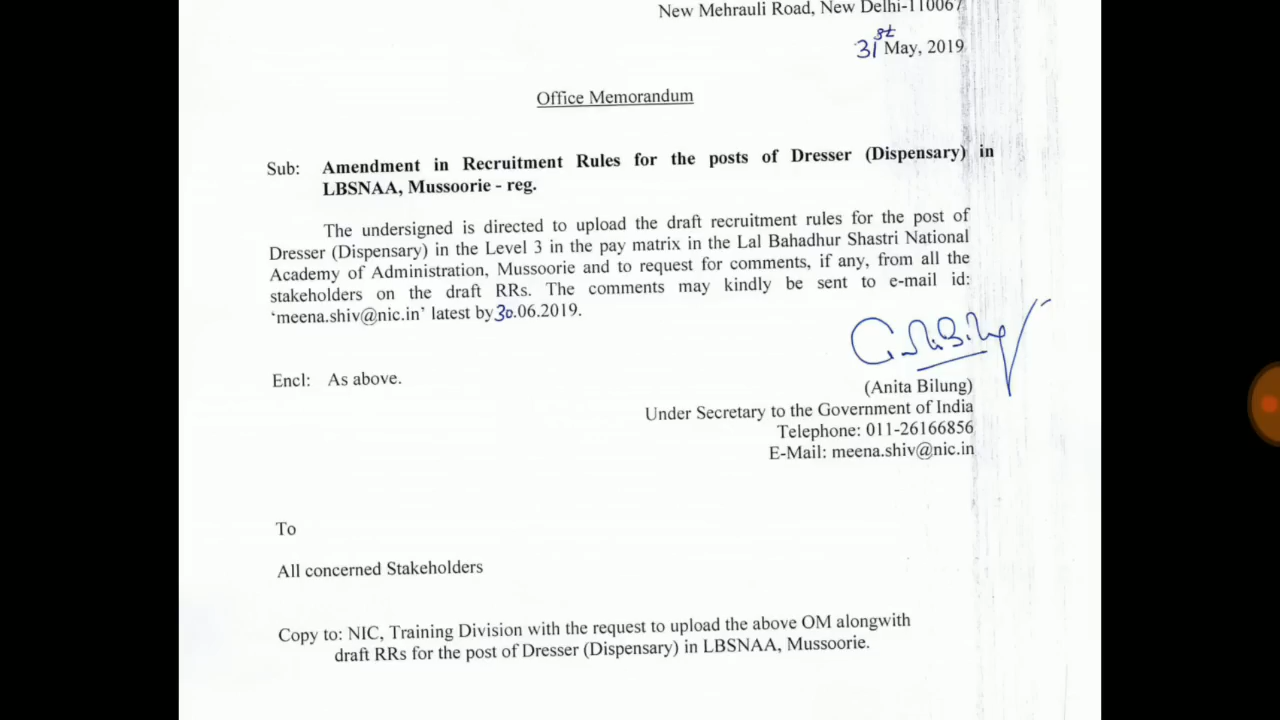 New Mehrauli Road, New Delhi-110067
31st May, 2019
Office Memorandum
Sub: Amendment in Recruitment Rules for the posts of Dresser (Dispensary) in
LBSNAA, Mussoorie - reg.
The undersigned is directed to upload the draft recruitment rules for the post of
Dresser (Dispensary) in the Level 3 in the pay matrix in the Lal Bahadhur Shastri National
Academy of Administration, Mussoorie and to request for comments, if any, from all the
stakeholders on the draft RRs. The comments may kindly be sent to e-mail id:
‘meena.shiv@nic.in’ latest by 30.06.2019.
Encl: As above.
(Anita Bilung)
Under Secretary to the Government of India
Telephone: 011-26166856
E-Mail: meena.shiv@nic.in
To
All concerned Stakeholders
Copy to: NIC, Training Division with the request to upload the above OM alongwith
draft RRs for the post of Dresser (Dispensary) in LBSNAA, Mussoorie.